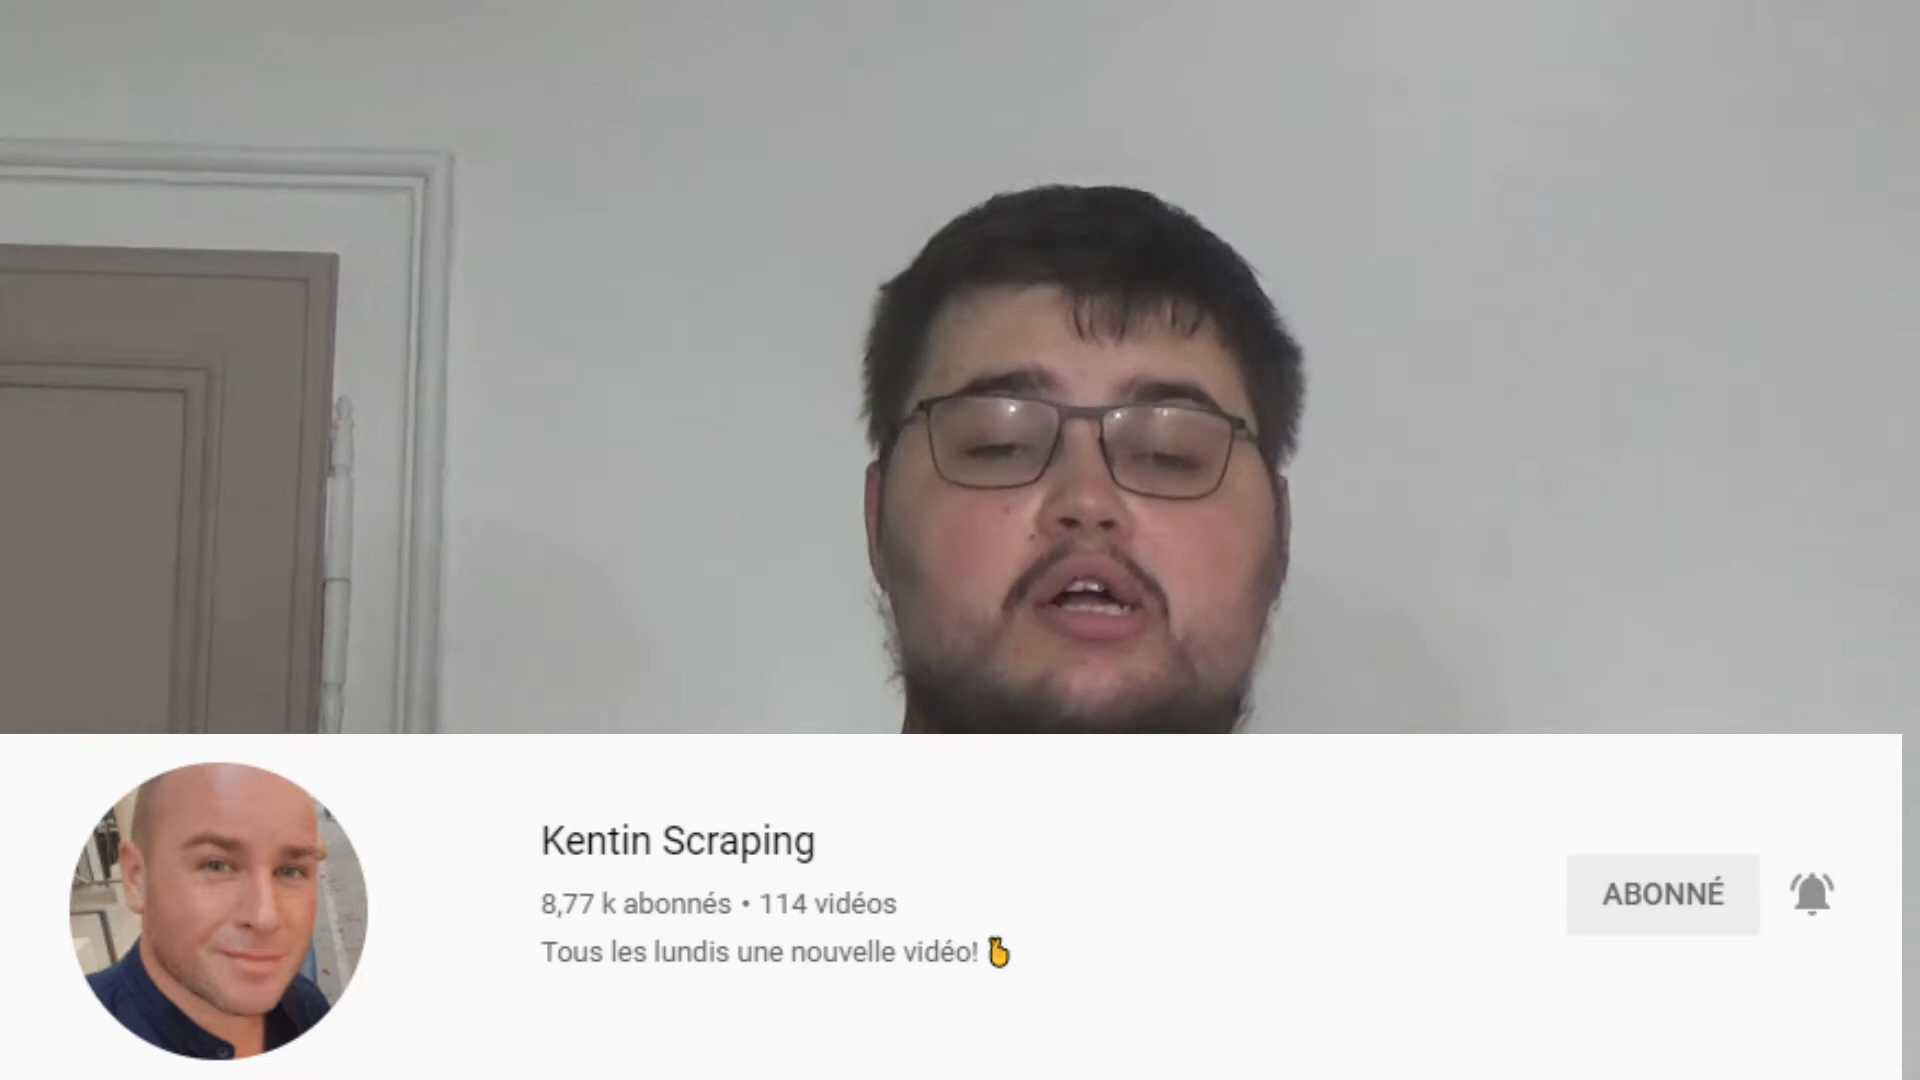 Kentin Scraping
8,77 k abonnés • 114 vidéos
Tous les lundis une nouvelle vidéo! 🫰
ABONNÉ